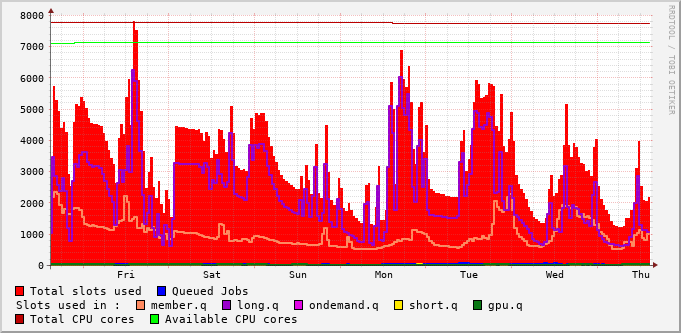 8000
7000
6000
5000
4000
3000
2000
1000
0
Fri Sat Sun Mon Tue Wed Thu
Total slots used Queued Jobs
Slots used in : member.q long.q ondemand.q short.q gpu.q
Total CPU cores Available CPU cores
RRDTOOL / TOBI OETIKER